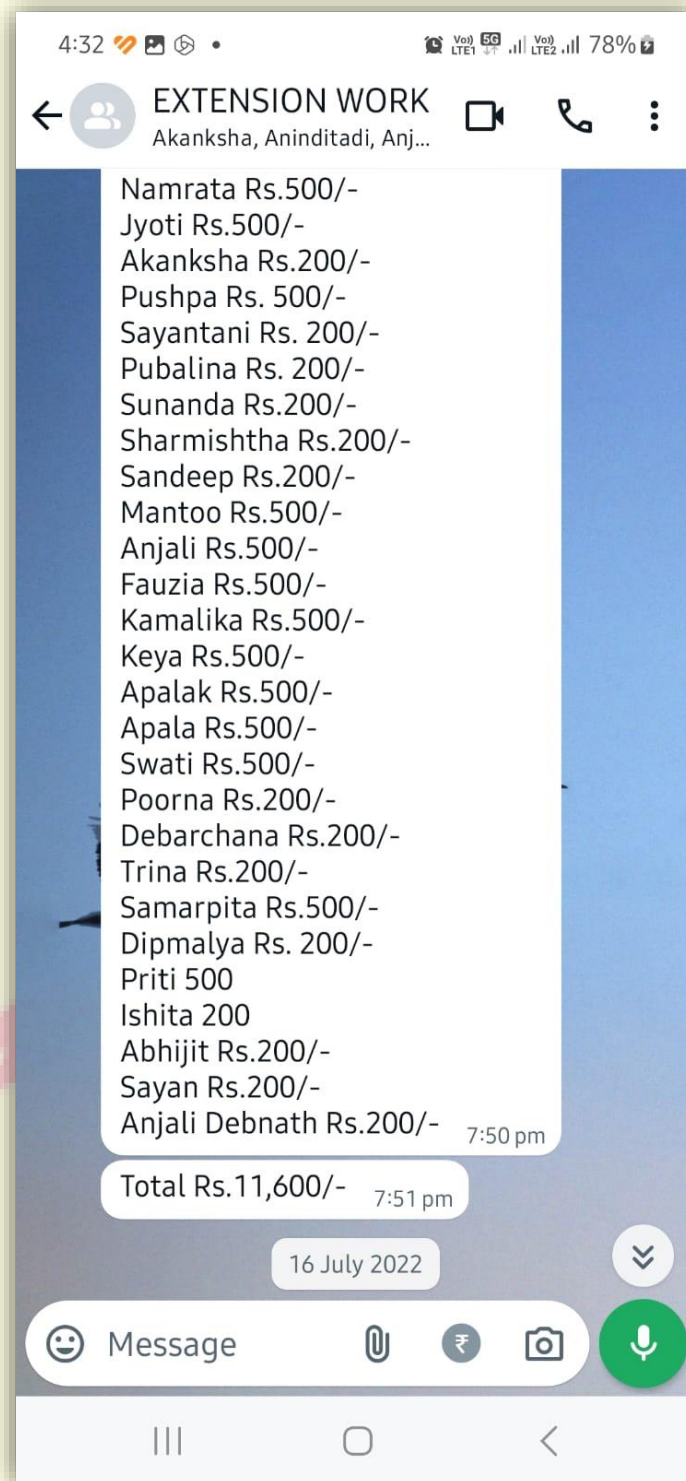 4:32
Vo)) LTE1 5G Vo)) LTE2 78%
EXTENSION WORK
Akanksha, Aninditadi, Anj...
Namrata Rs.500/-
Jyoti Rs.500/-
Akanksha Rs.200/-
Pushpa Rs. 500/-
Sayantani Rs. 200/-
Pubalina Rs. 200/-
Sunanda Rs.200/-
Sharmishtha Rs.200/-
Sandeep Rs.200/-
Mantoo Rs.500/-
Anjali Rs.500/-
Fauzia Rs.500/-
Kamalika Rs.500/-
Keya Rs.500/-
Apalak Rs.500/-
Apala Rs.500/-
Swati Rs.500/-
Poorna Rs.200/-
Debarchana Rs.200/-
Trina Rs.200/-
Samarpita Rs.500/-
Dipmalya Rs. 200/-
Priti 500
Ishita 200
Abhijit Rs.200/-
Sayan Rs.200/-
Anjali Debnath Rs.200/-
7:50 pm
Total Rs.11,600/-
7:51 pm
16 July 2022
Message
₹